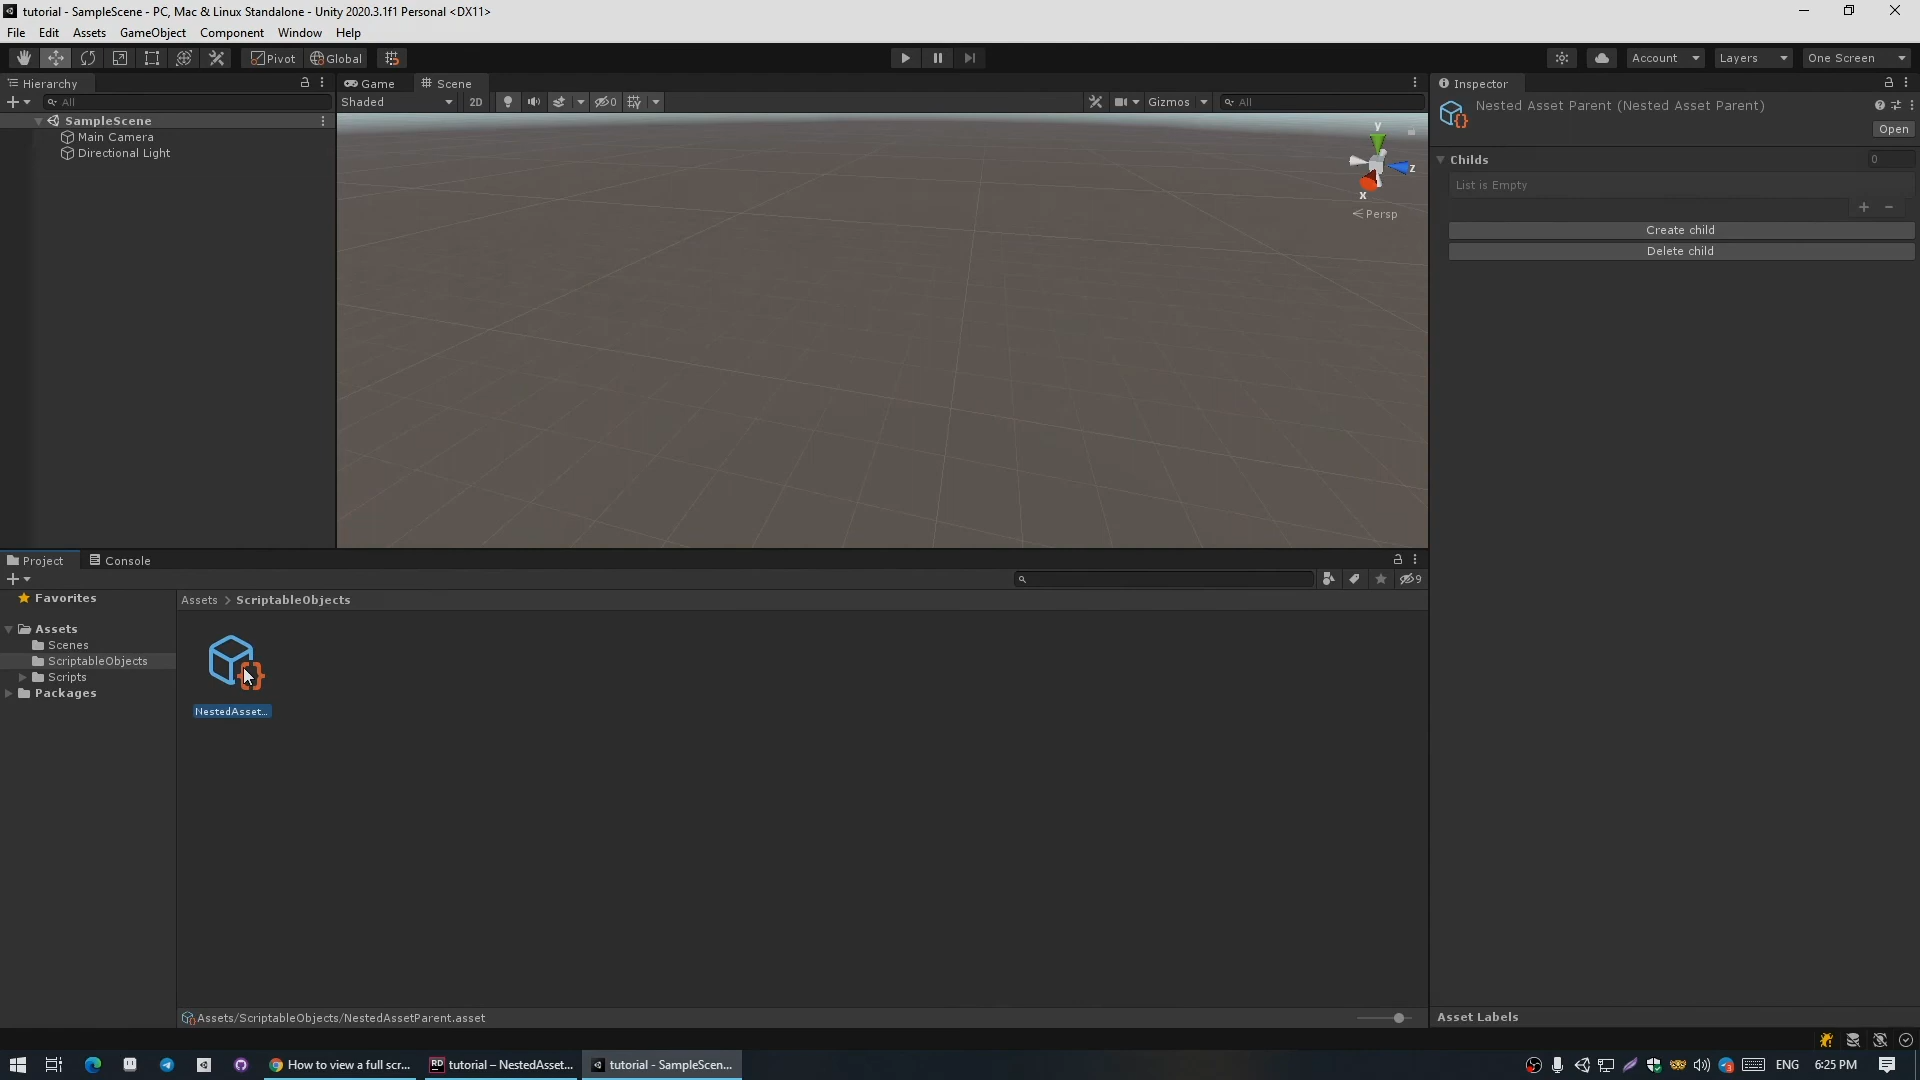 tutorial - SampleScene - PC, Mac & Linux Standalone - Unity 2020.3.1f1 Personal <DX11>
File Edit Assets GameObject Component Window Help
Pivot Global Account Layers One Screen
Hierarchy
All
SampleScene
Main Camera
Directional Light
Game Scene
Shaded 2D 0 Gizmos All
y
z
x
Persp
Inspector
Nested Asset Parent (Nested Asset Parent)
Open
Childs 0
List is Empty
+ −
Create child
Delete child
Project Console
9
Favorites
Assets
Scenes
ScriptableObjects
Scripts
Packages
Assets > ScriptableObjects
NestedAsset...
Assets/ScriptableObjects/NestedAssetParent.asset
Asset Labels
How to view a full scr...
RD tutorial – NestedAsset...
tutorial - SampleScen...
3
ENG 6:25 PM